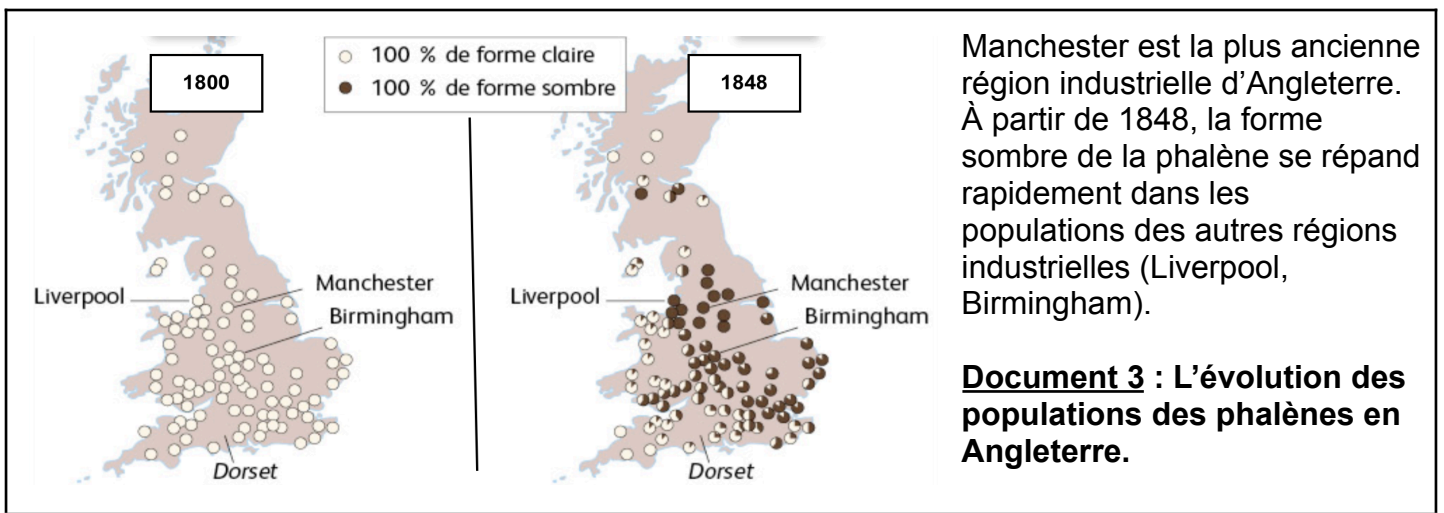 1800
100 % de forme claire
100 % de forme sombre
1848
Liverpool
Manchester
Birmingham
Dorset
Liverpool
Manchester
Birmingham
Dorset
Manchester est la plus ancienne
région industrielle d’Angleterre.
À partir de 1848, la forme
sombre de la phalène se répand
rapidement dans les
populations des autres régions
industrielles (Liverpool,
Birmingham).
Document 3 : L’évolution des
populations des phalènes en
Angleterre.